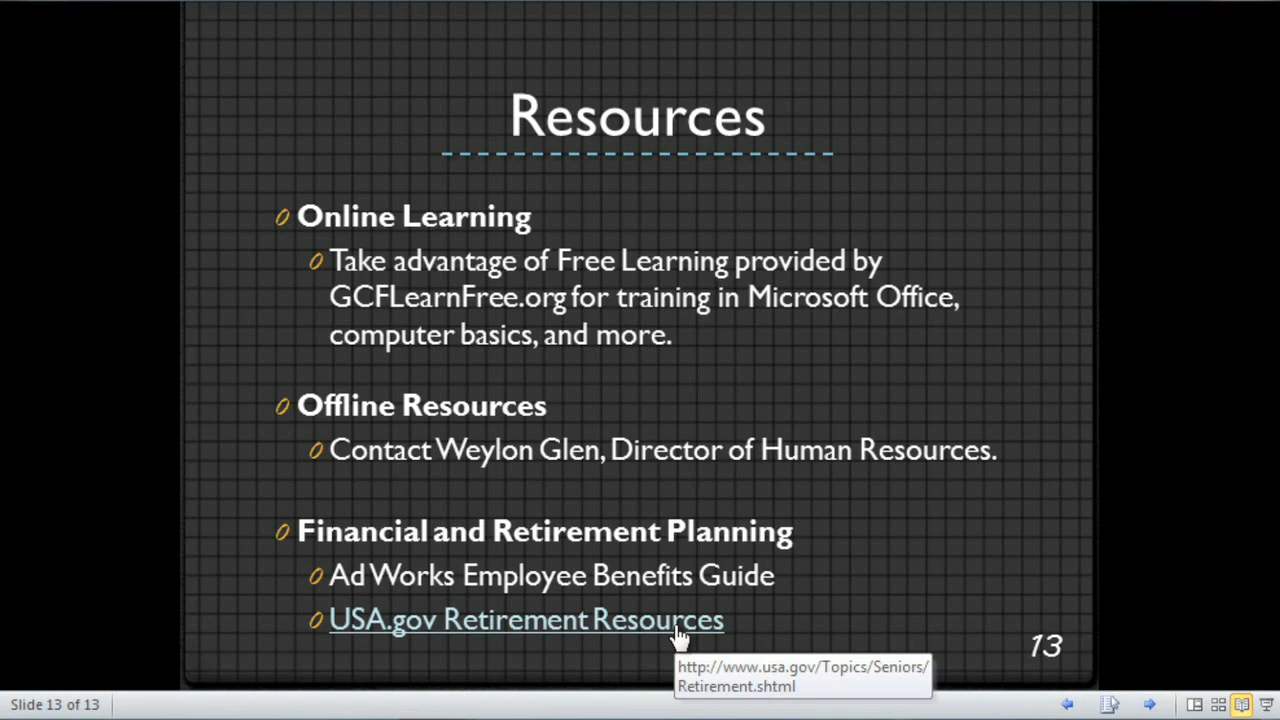 Resources
Online Learning
Take advantage of Free Learning provided by
GCFLearnFree.org for training in Microsoft Office,
computer basics, and more.
Offline Resources
Contact Weylon Glen, Director of Human Resources.
Financial and Retirement Planning
Ad Works Employee Benefits Guide
USA.gov Retirement Resources
13
http://www.usa.gov/Topics/Seniors/
Retirement.shtml
Slide 13 of 13